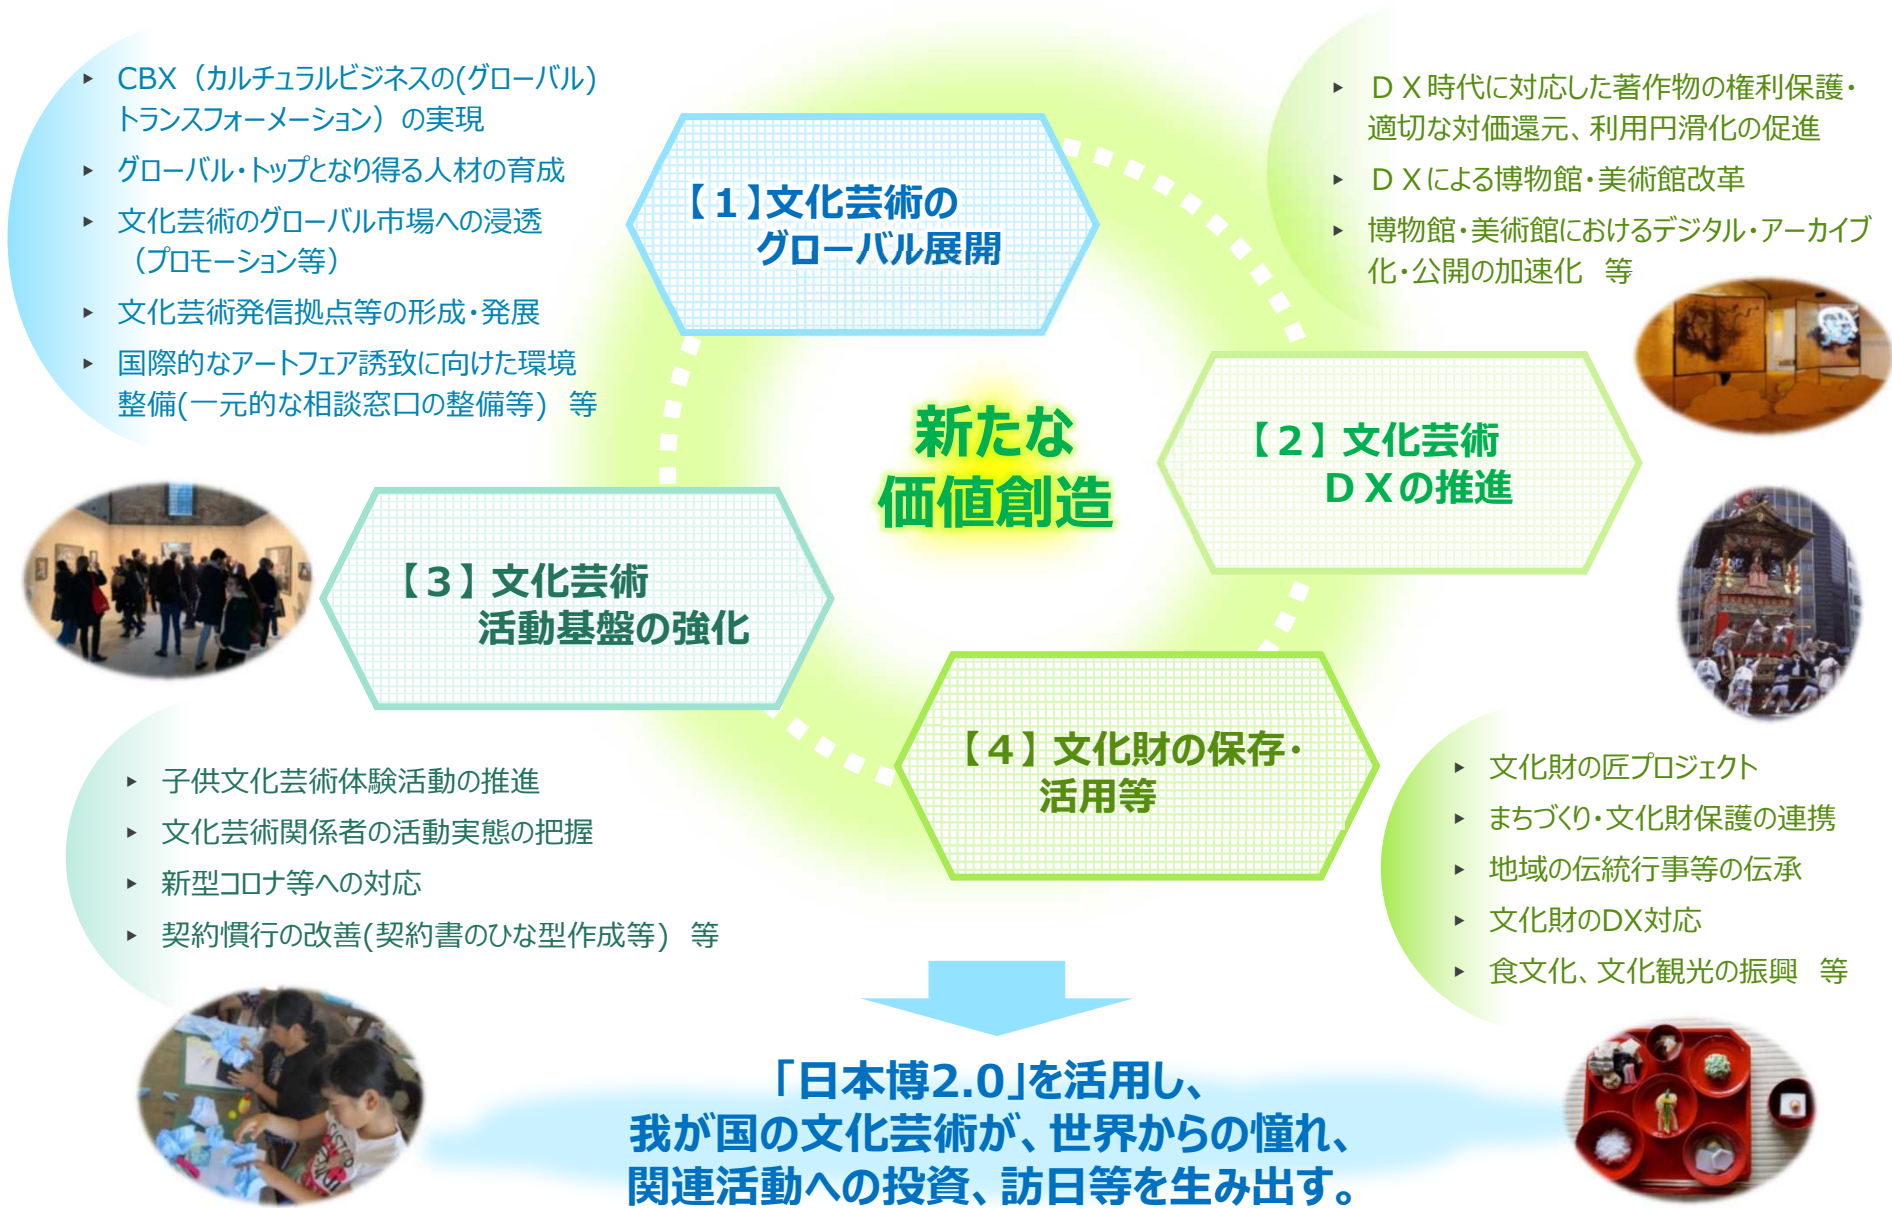 ▸ CBX（カルチュラルビジネスの(グローバル)
トランスフォーメーション）の実現
▸ グローバル・トップとなり得る人材の育成
▸ 文化芸術のグローバル市場への浸透
（プロモーション等）
▸ 文化芸術発信拠点等の形成・発展
▸ 国際的なアートフェア誘致に向けた環境
整備(一元的な相談窓口の整備等) 等
【１】文化芸術の
グローバル展開
▸ ＤＸ時代に対応した著作物の権利保護・
適切な対価還元、利用円滑化の促進
▸ ＤＸによる博物館・美術館改革
▸ 博物館・美術館におけるデジタル・アーカイブ
化・公開の加速化 等
新たな
価値創造
【２】文化芸術
ＤＸの推進
【３】文化芸術
活動基盤の強化
【４】文化財の保存・
活用等
▸ 子供文化芸術体験活動の推進
▸ 文化芸術関係者の活動実態の把握
▸ 新型コロナ等への対応
▸ 契約慣行の改善(契約書のひな型作成等) 等
▸ 文化財の匠プロジェクト
▸ まちづくり・文化財保護の連携
▸ 地域の伝統行事等の伝承
▸ 文化財のDX対応
▸ 食文化、文化観光の振興 等
「日本博2.0」を活用し、
我が国の文化芸術が、世界からの憧れ、
関連活動への投資、訪日等を生み出す。